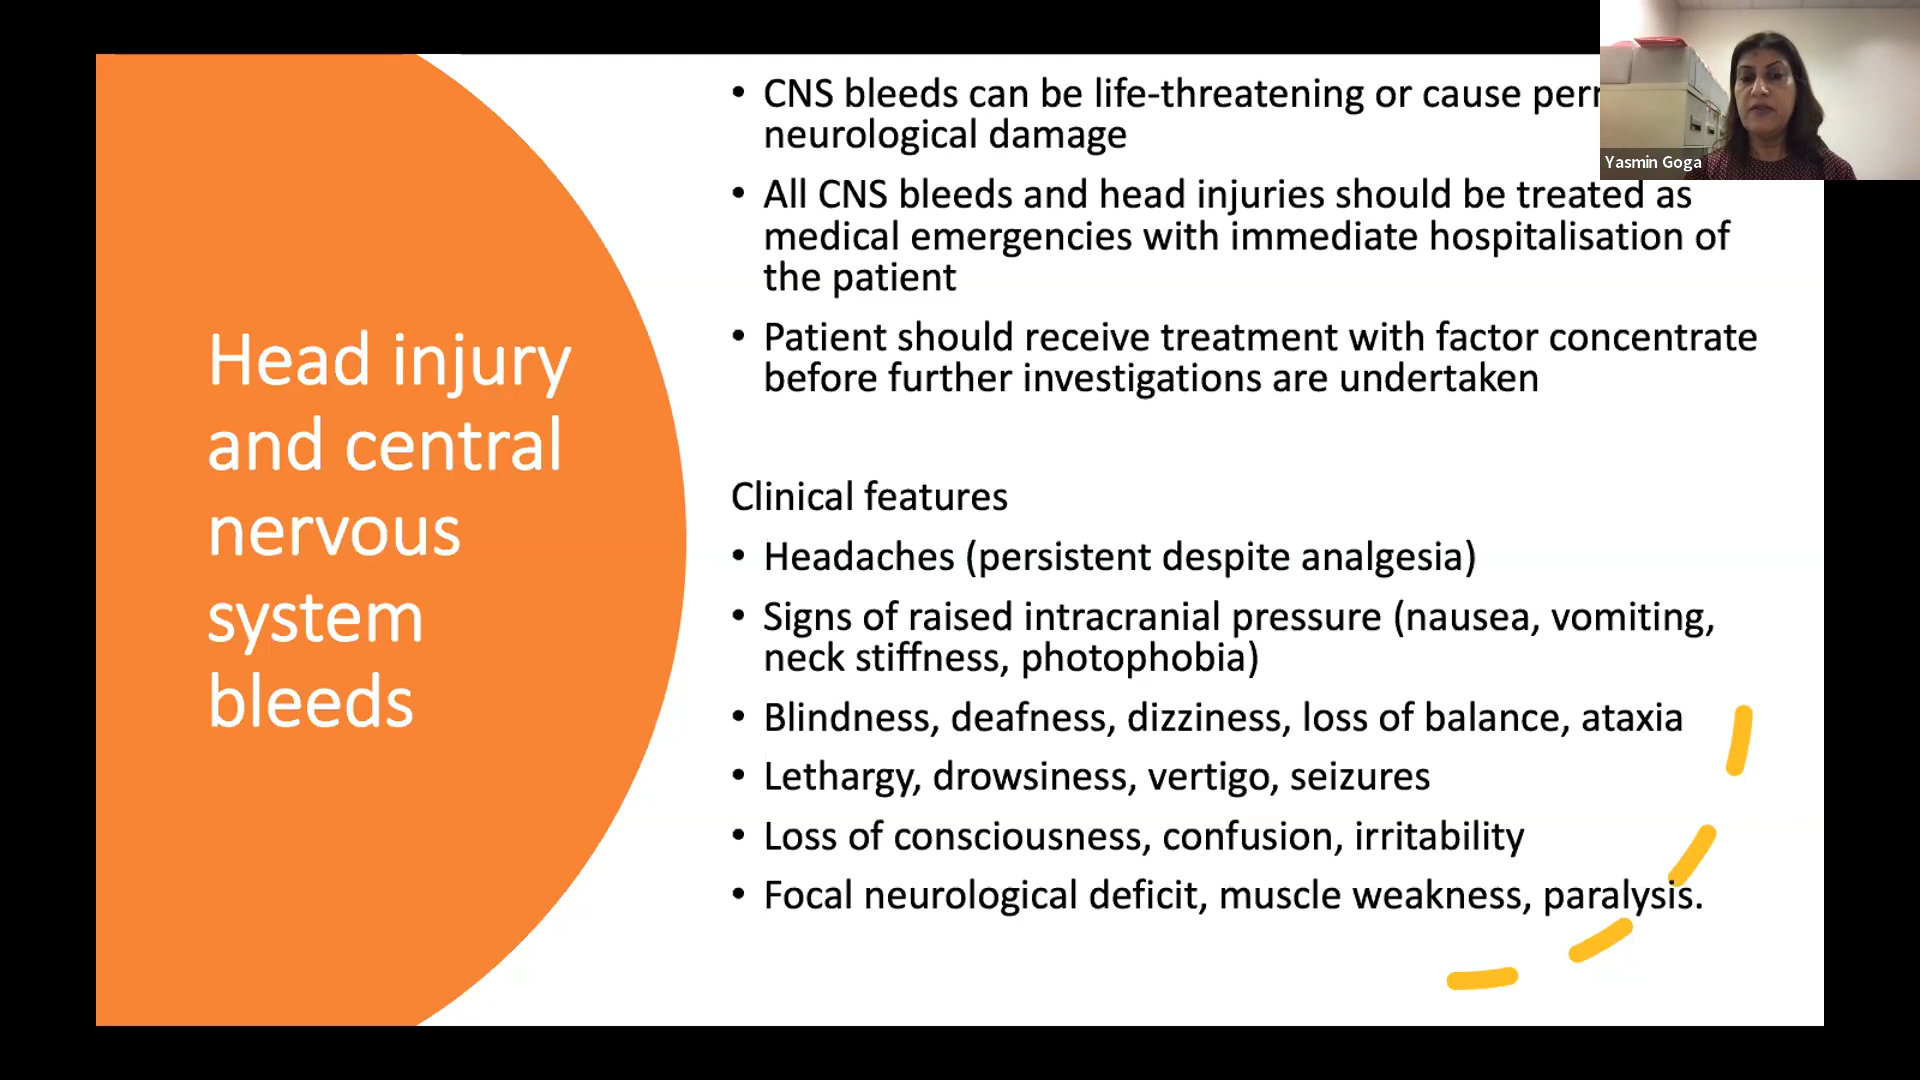 Head injury
and central
nervous
system
bleeds
• CNS bleeds can be life-threatening or cause
neurological damage
• All CNS bleeds and head injuries should be treated as
medical emergencies with immediate hospitalisation of
the patient
• Patient should receive treatment with factor concentrate
before further investigations are undertaken
Clinical features
• Headaches (persistent despite analgesia)
• Signs of raised intracranial pressure (nausea, vomiting,
neck stiffness, photophobia)
• Blindness, deafness, dizziness, loss of balance, ataxia
• Lethargy, drowsiness, vertigo, seizures
• Loss of consciousness, confusion, irritability
• Focal neurological deficit, muscle weakness, paralysis.
Yasmin Goga